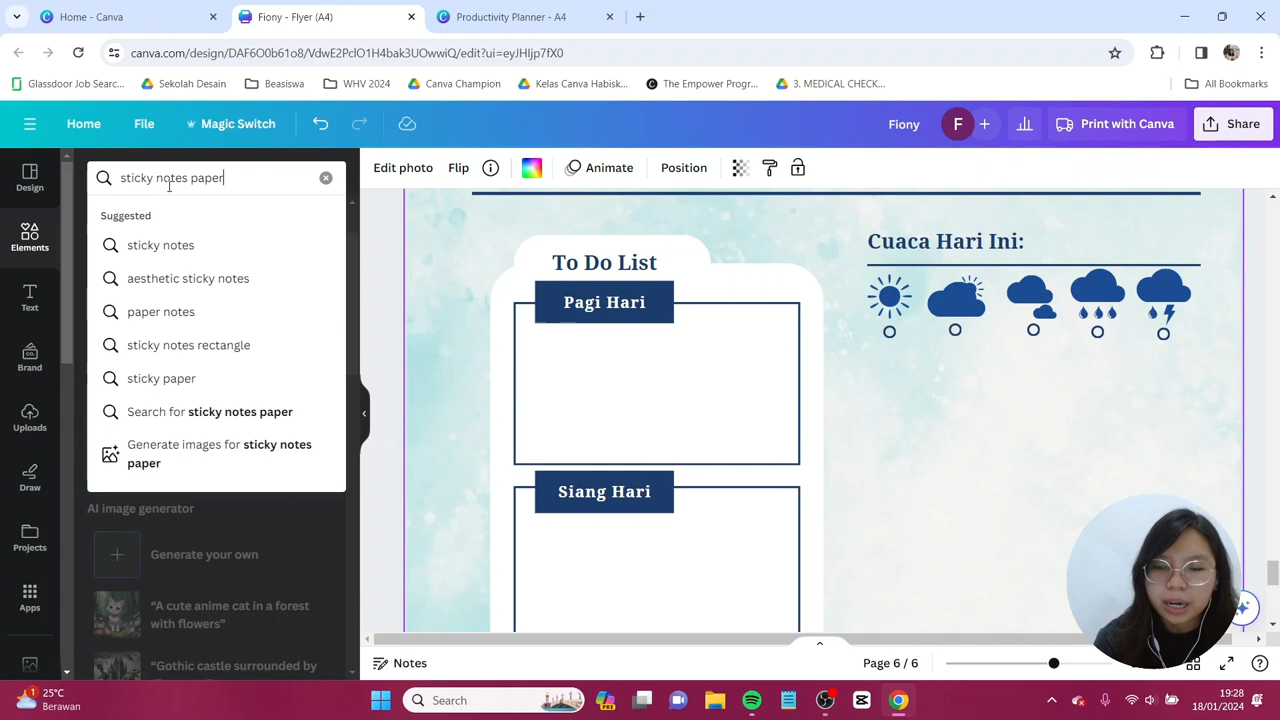 Home - Canva
Fiony - Flyer (A4)
Productivity Planner - A4
canva.com/design/DAF6O0b61o8/VdwE2PclO1H4bak3UOwwiQ/edit?ui=eyJHIjp7fX0
Glassdoor Job Searc...
Sekolah Desain
Beasiswa
WHV 2024
Canva Champion
Kelas Canva Habisk...
The Empower Progr...
3. MEDICAL CHECK...
All Bookmarks
Home
File
Magic Switch
Fiony
F
Print with Canva
Share
Design
Elements
Text
Brand
Uploads
Draw
Projects
Apps
sticky notes paper
Suggested
sticky notes
aesthetic sticky notes
paper notes
sticky notes rectangle
sticky paper
Search for sticky notes paper
Generate images for sticky notes
paper
AI image generator
Generate your own
“A cute anime cat in a forest
with flowers”
“Gothic castle surrounded by
Edit photo
Flip
Animate
Position
To Do List
Pagi Hari
Siang Hari
Cuaca Hari Ini:
Notes
Page 6 / 6
25°C
Berawan
Search
19:28
18/01/2024